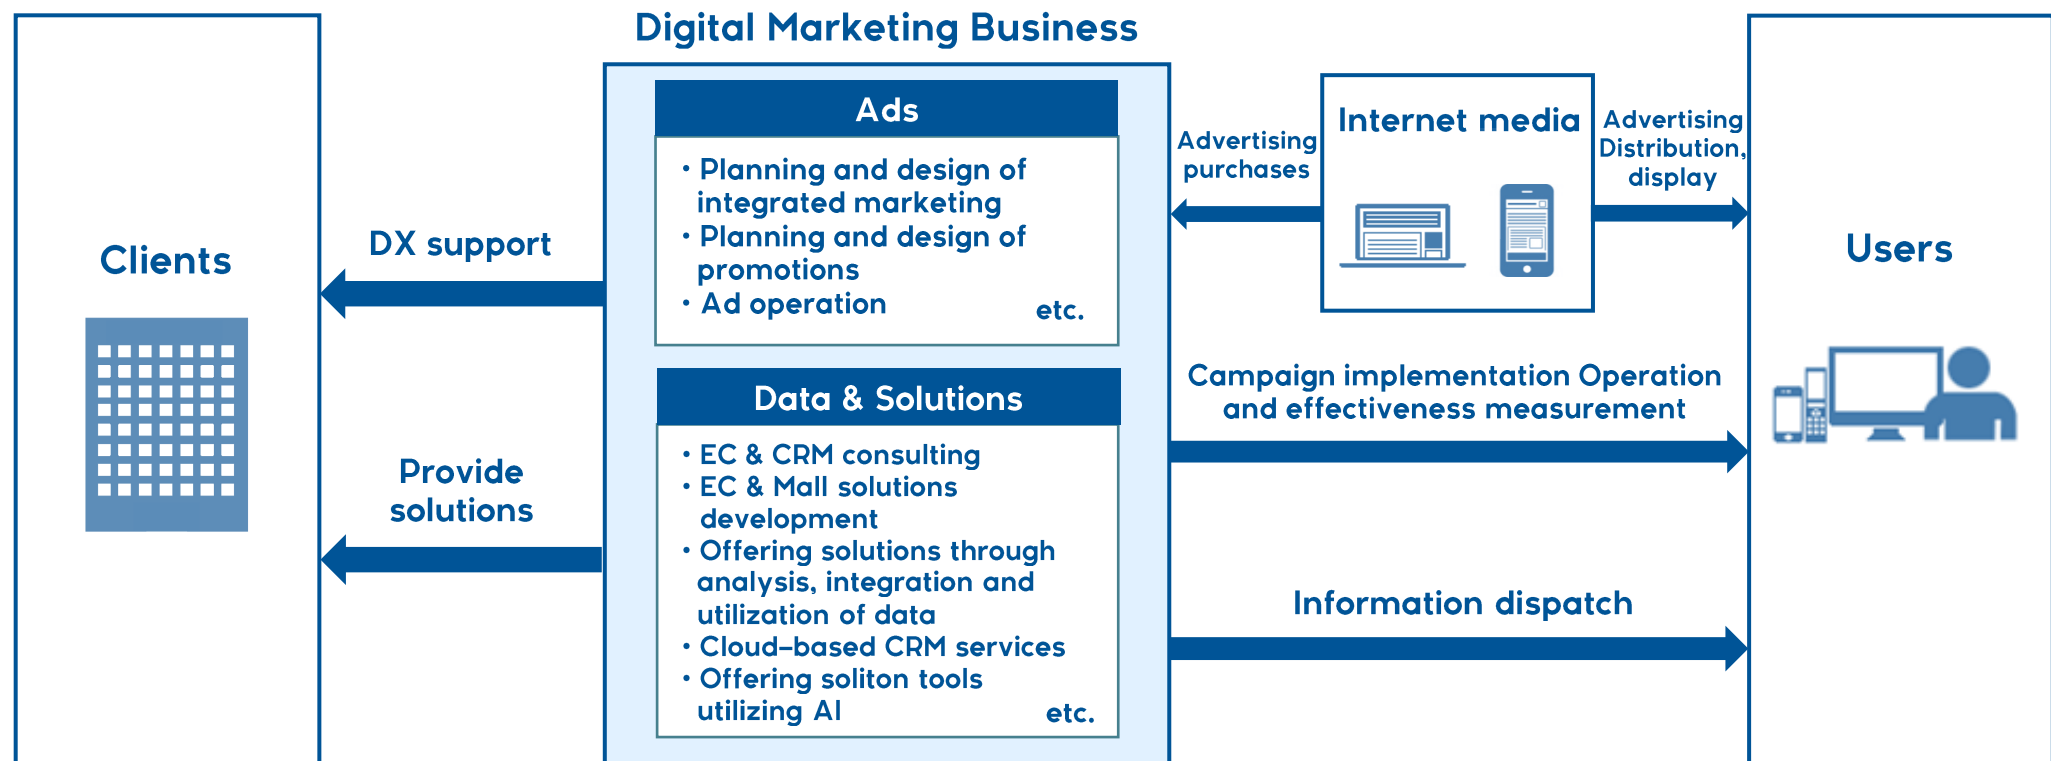 Digital Marketing Business
Clients
DX support
Provide
solutions
Ads
・Planning and design of
integrated marketing
・Planning and design of
promotions
・Ad operation
etc.
Data & Solutions
・EC & CRM consulting
・EC & Mall solutions
development
・Offering solutions through
analysis, integration and
utilization of data
・Cloud-based CRM services
・Offering soliton tools
utilizing AI
etc.
Advertising
purchases
Internet media
Advertising
Distribution,
display
Campaign implementation Operation
and effectiveness measurement
Information dispatch
Users